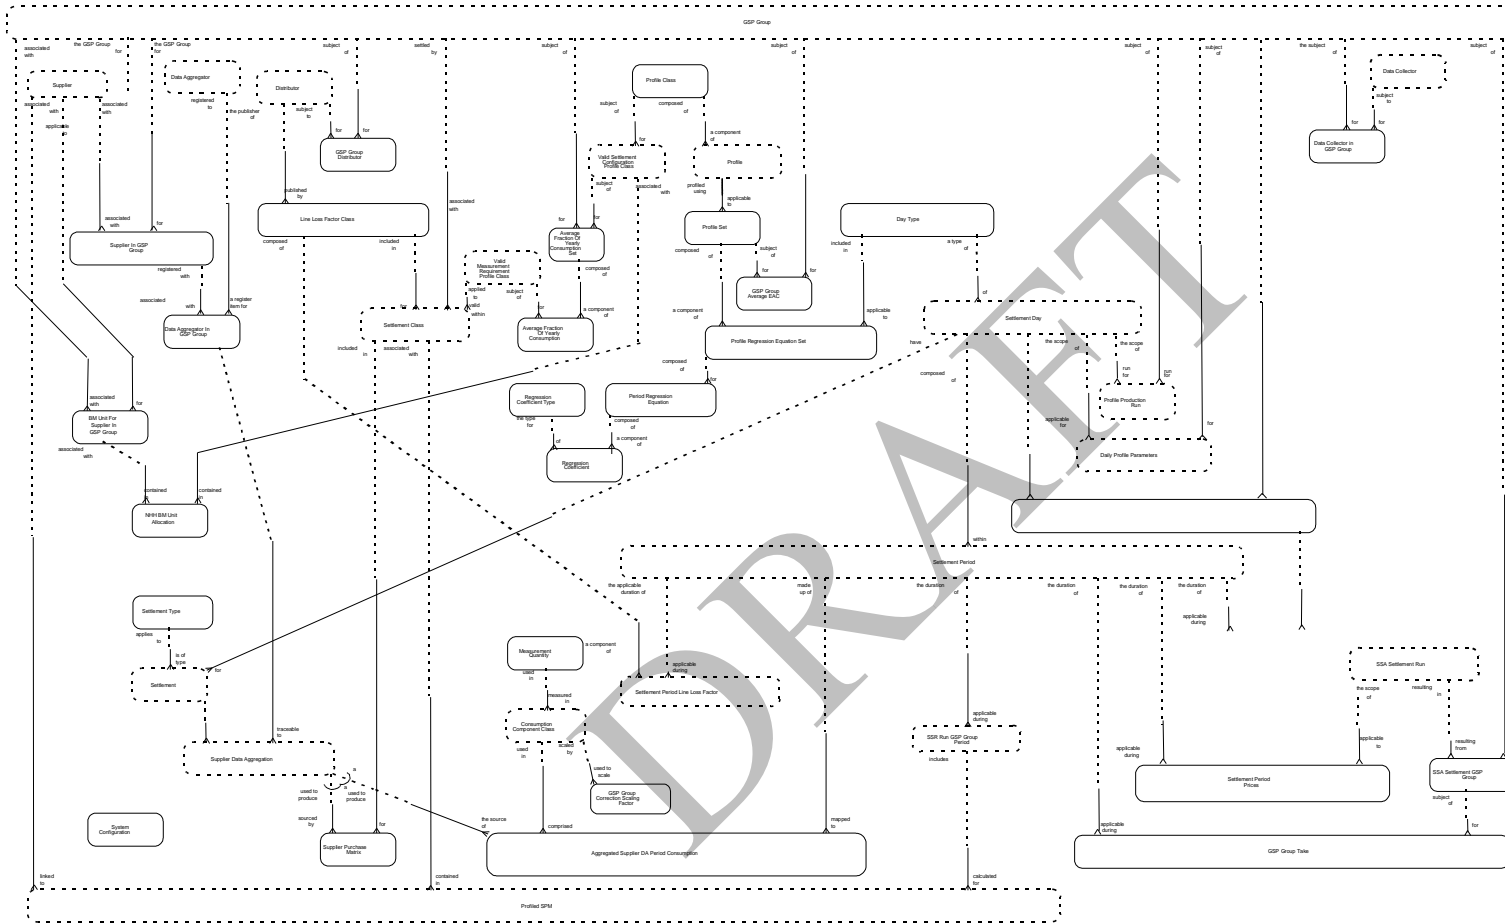 GSP Group
associated
with
the GSP Group
for
the GSP Group
for
subject
of
settled
by
subject
of
subject
of
subject
of
subject
of
the subject
of
subject
of
Supplier
Data Aggregator
Distributor
Profile Class
Data Collector
associated
with
associated
with
applicable
to
registered
to
the publisher
of
subject
to
subject
of
composed
of
subject
to
for
for
GSP Group
Distributor
for
a component
of
for
for
Data Collector in
GSP Group
Valid Settlement
Configuration
Profile Class
Profile
published
by
subject
of
associated
with
profiled
using
applicable
to
associated
with
Line Loss Factor Class
Profile Set
Day Type
associated
with
for
for
for
Supplier In GSP
Group
composed
of
included
in
Average
Fraction Of
Yearly
Consumption
Set
composed
of
subject
of
included
in
a type
of
registered
with
Valid
Measurement
Requirement
Profile Class
composed
of
for
for
GSP Group
Average EAC
of
associated
with
a register
item for
applied
to
subject
of
valid
within
for
for
a component
of
a component
of
applicable
to
Data Aggregator In
GSP Group
Settlement Class
Average Fraction
Of Yearly
Consumption
Profile Regression Equation Set
Settlement Day
included
in
associated
with
composed
of
have
composed
of
the scope
of
the scope
of
for
run
for
run
for
Regression
Coefficient Type
Period Regression
Equation
Profile Production
Run
associated
with
for
BM Unit For
Supplier In
GSP Group
the type
for
composed
of
applicable
for
for
associated
with
of
a component
of
Regression
Coefficient
Daily Profile Parameters
contained
in
contained
in
NHH BM Unit
Allocation
within
Settlement Period
the applicable
duration of
made
up of
the duration
of
the duration
of
the duration
of
the duration
of
applicable
during
Settlement Type
applies
to
is of
type
for
Settlement
Measurement
Quantity
a component
of
used
in
measured
in
applicable
during
Settlement Period Line Loss Factor
SSA Settlement Run
the scope
of
resulting
in
Consumption
Component Class
applicable
during
SSR Run GSP Group
Period
traceable
to
used
in
scaled
by
includes
applicable
during
applicable
to
resulting
from
Supplier Data Aggregation
a
a
used to
produce
used to
produce
used to
scale
Settlement Period
Prices
SSA Settlement GSP
Group
GSP Group
Correction Scaling
Factor
subject
of
System
Configuration
sourced
by
for
the source
of
comprised
mapped
to
applicable
during
for
Supplier Purchase
Matrix
Aggregated Supplier DA Period Consumption
GSP Group Take
linked
to
contained
in
calculated
for
Profiled SPM
DRAFT